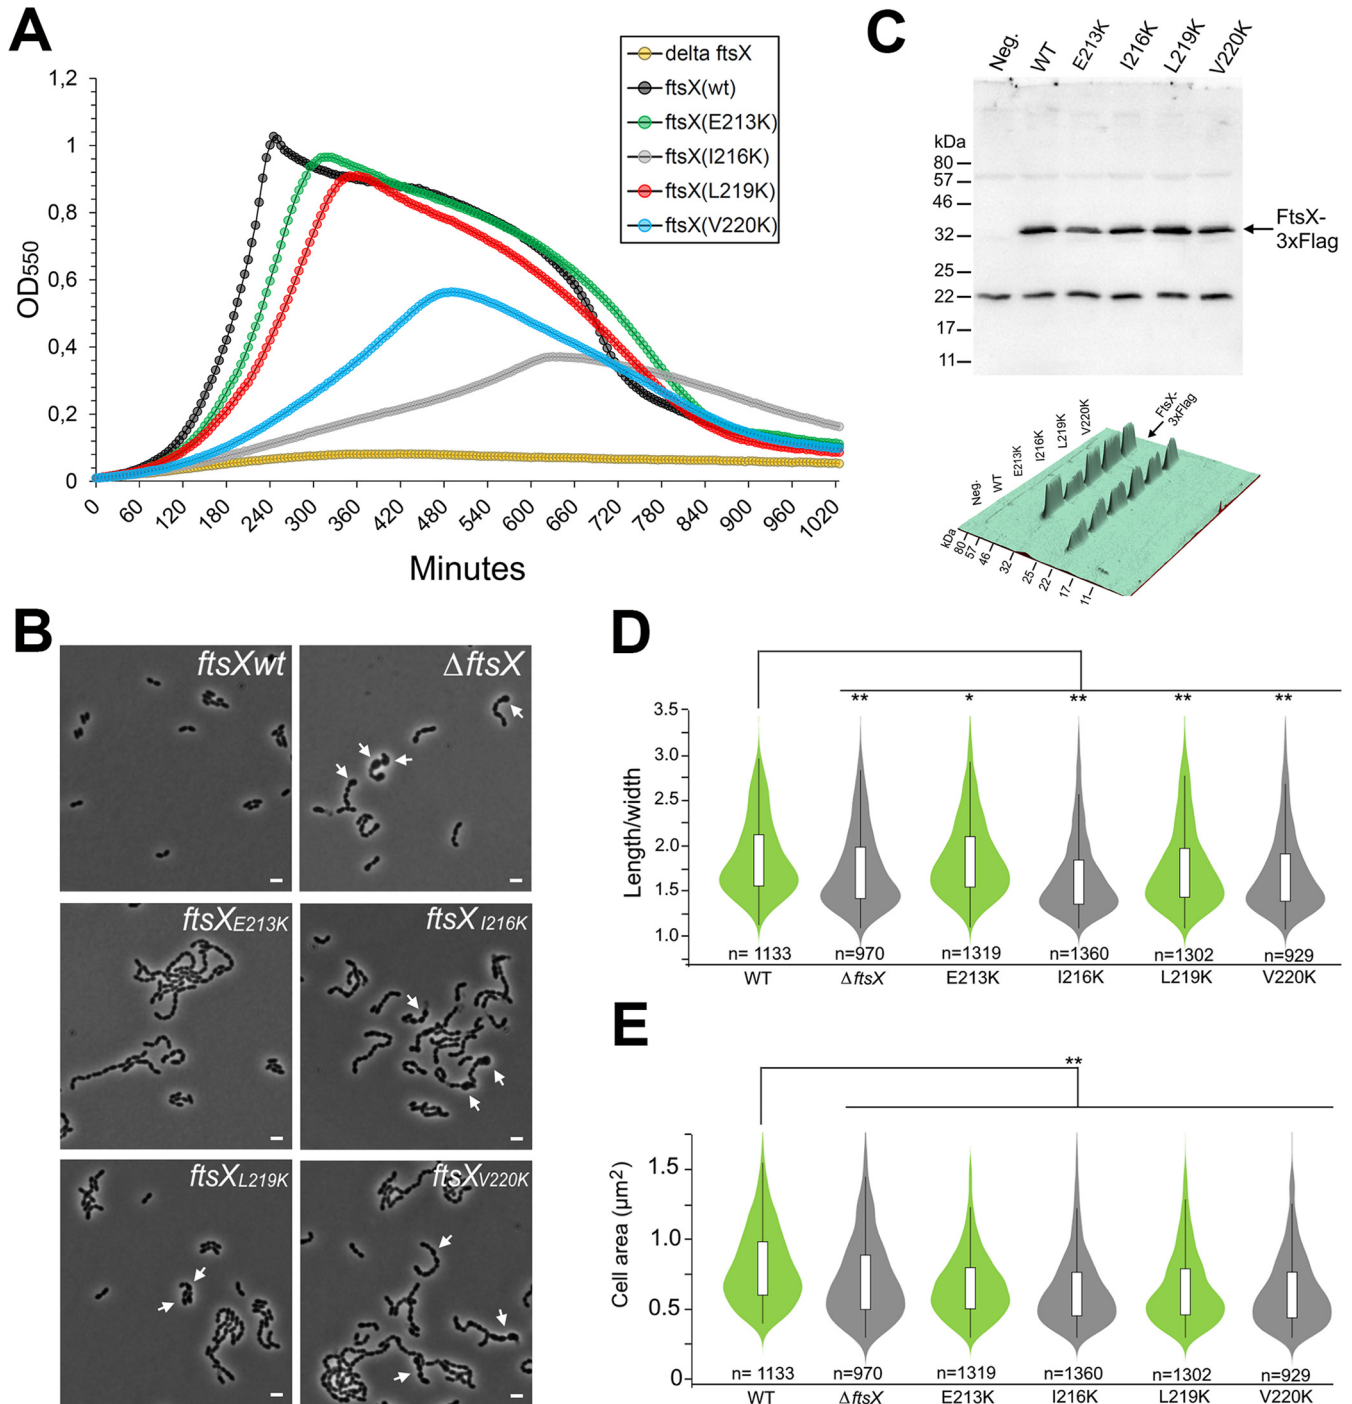 A
1,2
1
0,8
0,6
0,4
0,2
0
OD550
0 60 120 180 240 300 360 420 480 540 600 660 720 780 840 900 960 1020
Minutes
delta ftsX
ftsX(wt)
ftsX(E213K)
ftsX(I216K)
ftsX(L219K)
ftsX(V220K)
C
Neg. WT E213K I216K L219K V220K
kDa
80
57
46
32
25
22
17
11
FtsX-
3xFlag
Neg. WT E213K I216K L219K V220K
FtsX-
3xFlag
kDa 80 57 46 32 25 22 17 11
B
ftsXwt
ΔftsX
ftsXE213K
ftsX I216K
ftsXL219K
ftsXV220K
D
** * ** ** **
3.5
3.0
2.5
2.0
1.5
1.0
Length/width
n= 1133 n=970 n=1319 n=1360 n=1302 n=929
WT ΔftsX E213K I216K L219K V220K
E
**
1.5
1.0
0.5
0
Cell area (µm²)
n= 1133 n=970 n=1319 n=1360 n=1302 n=929
WT ΔftsX E213K I216K L219K V220K